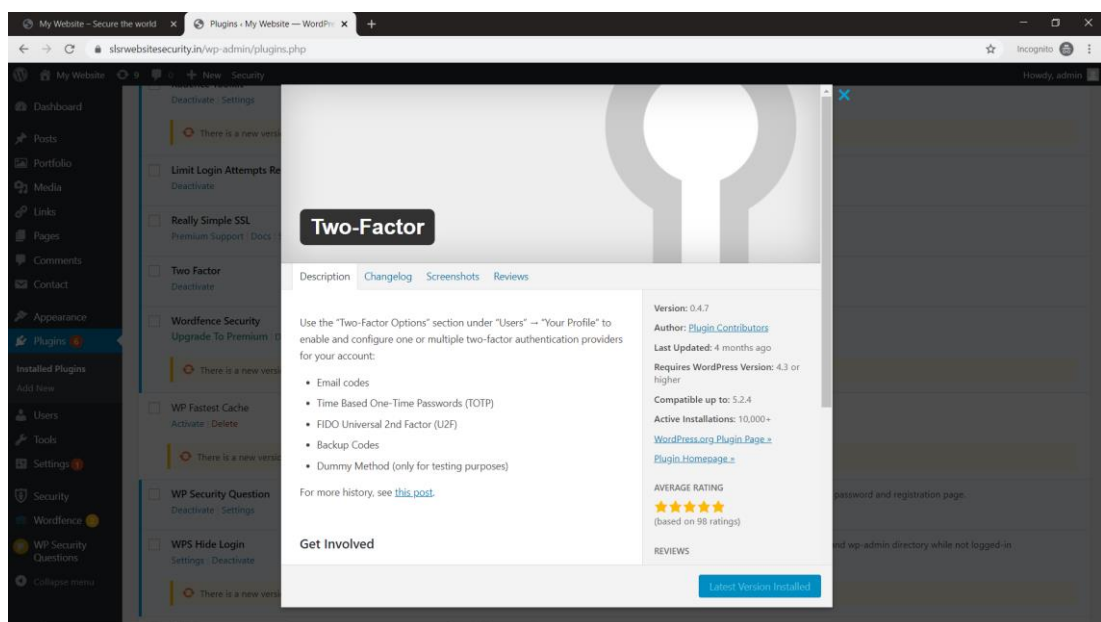 My Website – Secure the world
Plugins ‹ My Website — WordPr
slsrwebsitesecurity.in/wp-admin/plugins.php
Incognito
My Website 9 0 + New Security
Howdy, admin
Dashboard
Posts
Portfolio
Media
Links
Pages
Comments
Contact
Appearance
Plugins 6
Installed Plugins
Add New
Users
Tools
Settings 1
Security
Wordfence
WP Security
Questions
Collapse menu
Deactivate | Settings
There is a new versi
Limit Login Attempts Re
Deactivate
Really Simple SSL
Premium Support | Docs
Two Factor
Deactivate
Wordfence Security
Upgrade To Premium
There is a new versi
WP Fastest Cache
Activate | Delete
There is a new versi
WP Security Question
Deactivate | Settings
password and registration page.
WPS Hide Login
Settings | Deactivate
nd wp-admin directory while not logged-in
There is a new versi
Two-Factor
Description Changelog Screenshots Reviews
Use the "Two-Factor Options" section under "Users" → "Your Profile" to
enable and configure one or multiple two-factor authentication providers
for your account:
• Email codes
• Time Based One-Time Passwords (TOTP)
• FIDO Universal 2nd Factor (U2F)
• Backup Codes
• Dummy Method (only for testing purposes)
For more history, see this post.
Get Involved
Version: 0.4.7
Author: Plugin Contributors
Last Updated: 4 months ago
Requires WordPress Version: 4.3 or
higher
Compatible up to: 5.2.4
Active Installations: 10,000+
WordPress.org Plugin Page »
Plugin Homepage »
AVERAGE RATING
(based on 98 ratings)
REVIEWS
Latest Version Installed